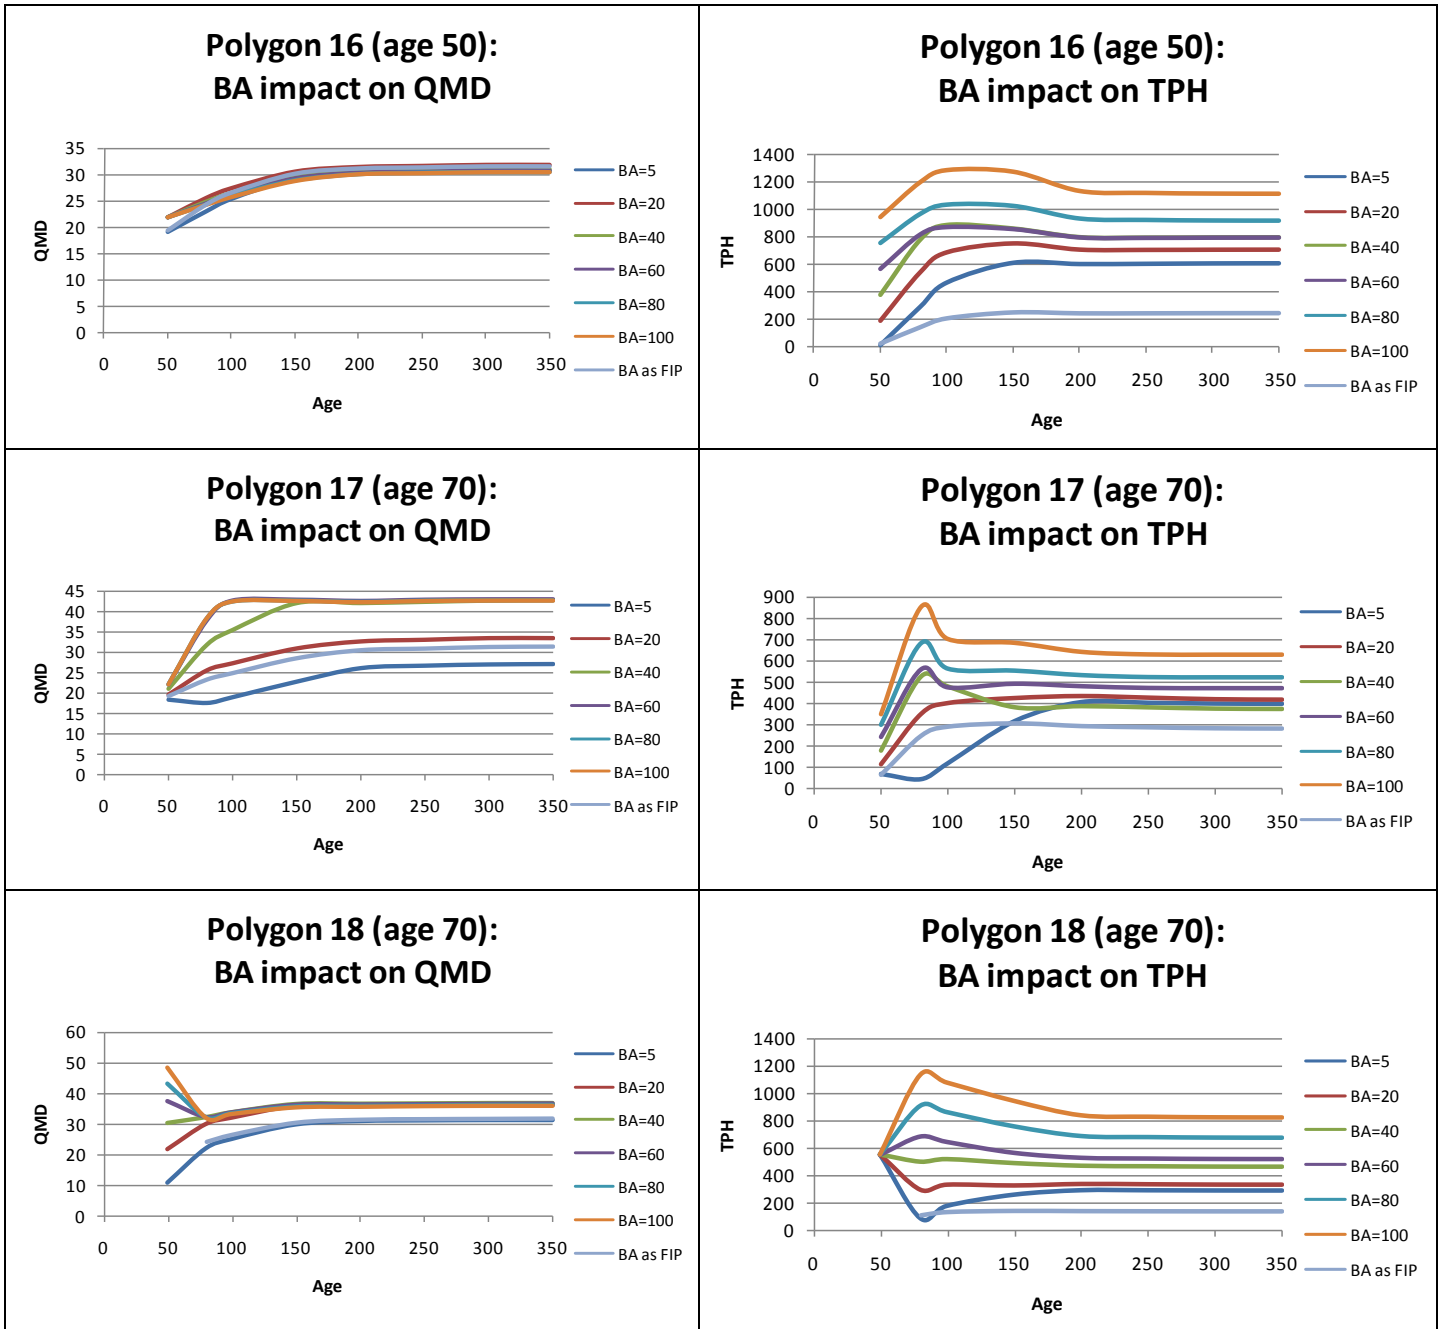 Polygon 16 (age 50):
BA impact on QMD
35
30
25
20
15
10
5
0
QMD
0 50 100 150 200 250 300 350
Age
BA=5
BA=20
BA=40
BA=60
BA=80
BA=100
BA as FIP
Polygon 16 (age 50):
BA impact on TPH
1400
1200
1000
800
600
400
200
0
TPH
0 50 100 150 200 250 300 350
Age
BA=5
BA=20
BA=40
BA=60
BA=80
BA=100
BA as FIP
Polygon 17 (age 70):
BA impact on QMD
45
40
35
30
25
20
15
10
5
0
QMD
0 50 100 150 200 250 300 350
Age
BA=5
BA=20
BA=40
BA=60
BA=80
BA=100
BA as FIP
Polygon 17 (age 70):
BA impact on TPH
900
800
700
600
500
400
300
200
100
0
TPH
0 50 100 150 200 250 300 350
Age
BA=5
BA=20
BA=40
BA=60
BA=80
BA=100
BA as FIP
Polygon 18 (age 70):
BA impact on QMD
60
50
40
30
20
10
0
QMD
0 50 100 150 200 250 300 350
Age
BA=5
BA=20
BA=40
BA=60
BA=80
BA=100
BA as FIP
Polygon 18 (age 70):
BA impact on TPH
1400
1200
1000
800
600
400
200
0
TPH
0 50 100 150 200 250 300 350
Age
BA=5
BA=20
BA=40
BA=60
BA=80
BA=100
BA as FIP